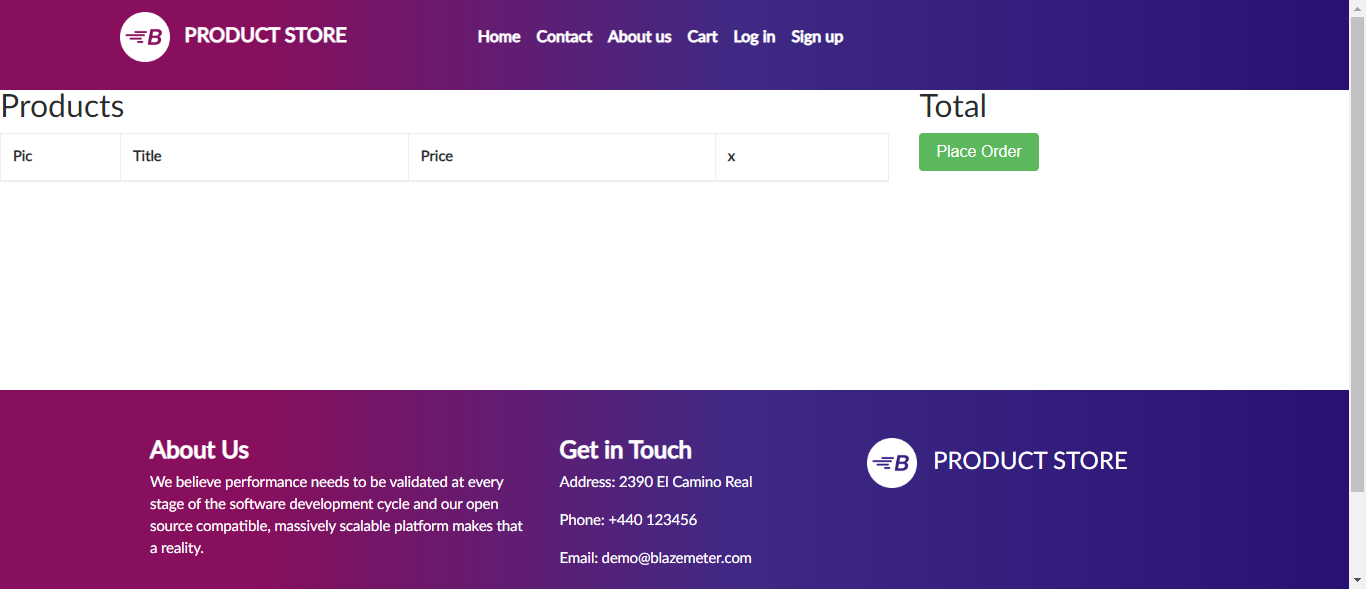 B PRODUCT STORE Home Contact About us Cart Log in Sign up
Products
Total
Pic Title Price x
Place Order
About Us
We believe performance needs to be validated at every
stage of the software development cycle and our open
source compatible, massively scalable platform makes that
a reality.
Get in Touch
Address: 2390 El Camino Real
Phone: +440 123456
Email: demo@blazemeter.com
B PRODUCT STORE